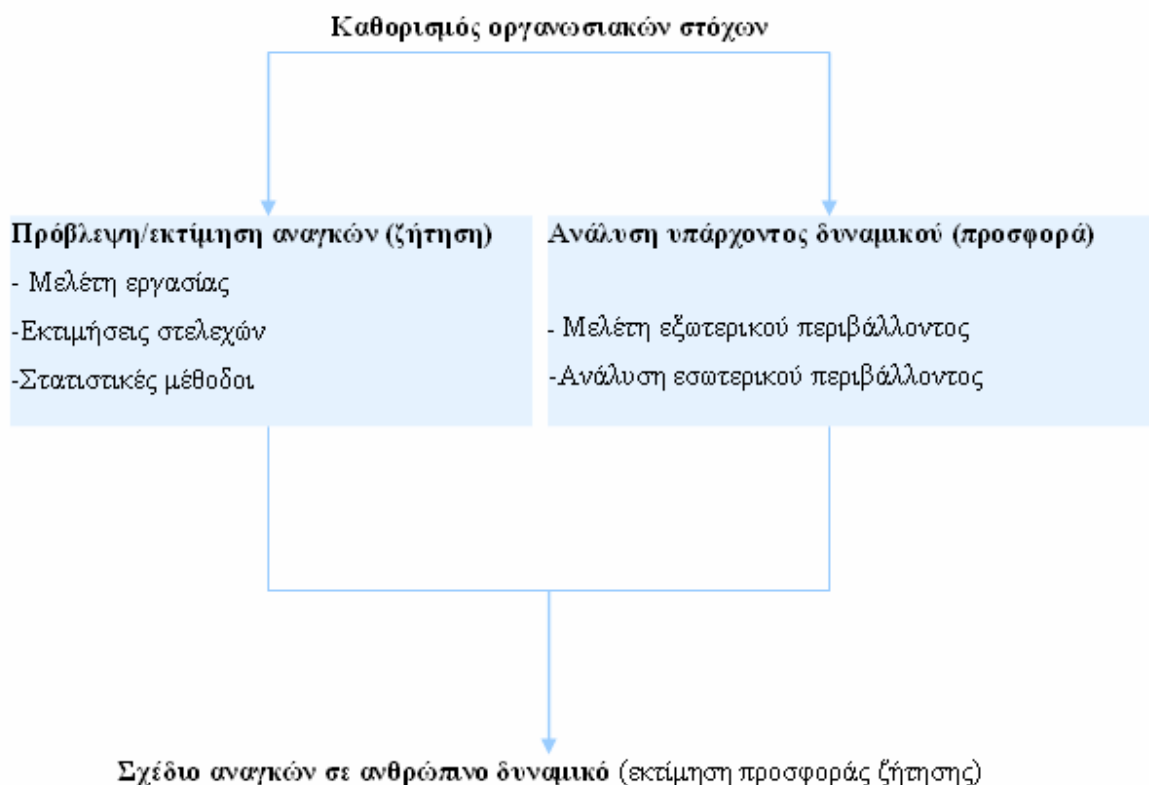 Καθορισμός οργανωσιακών στόχων
Πρόβλεψη/εκτίμηση αναγκών (ζήτηση)
- Μελέτη εργασίας
-Εκτιμήσεις στελεχών
-Στατιστικές μέθοδοι
Ανάλυση υπάρχοντος δυναμικού (προσφορά)
- Μελέτη εξωτερικού περιβάλλοντος
-Ανάλυση εσωτερικού περιβάλλοντος
Σχέδιο αναγκών σε ανθρώπινο δυναμικό (εκτίμηση προσφοράς ζήτησης)